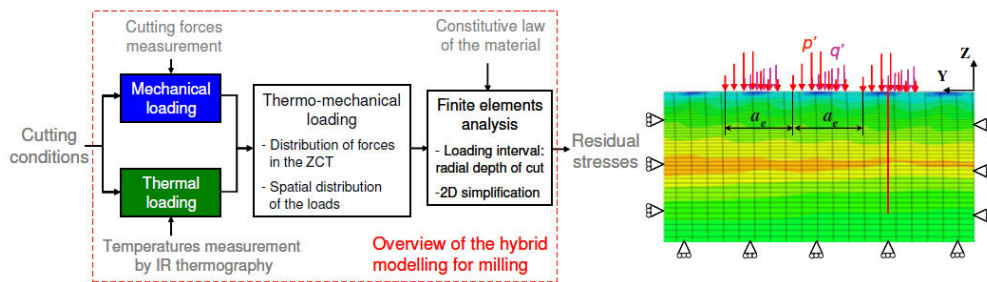 Cutting forces
measurement
Constitutive law
of the material
Mechanical
loading
Cutting
conditions
Thermal
loading
Temperatures measurement
by IR thermography
Thermo-mechanical
loading
- Distribution of forces
in the ZCT
- Spatial distribution
of the loads
Finite elements
analysis
- Loading interval:
radial depth of cut
-2D simplification
Residual
stresses
Overview of the hybrid
modelling for milling
p' q'
Z
Y
a_e a_e